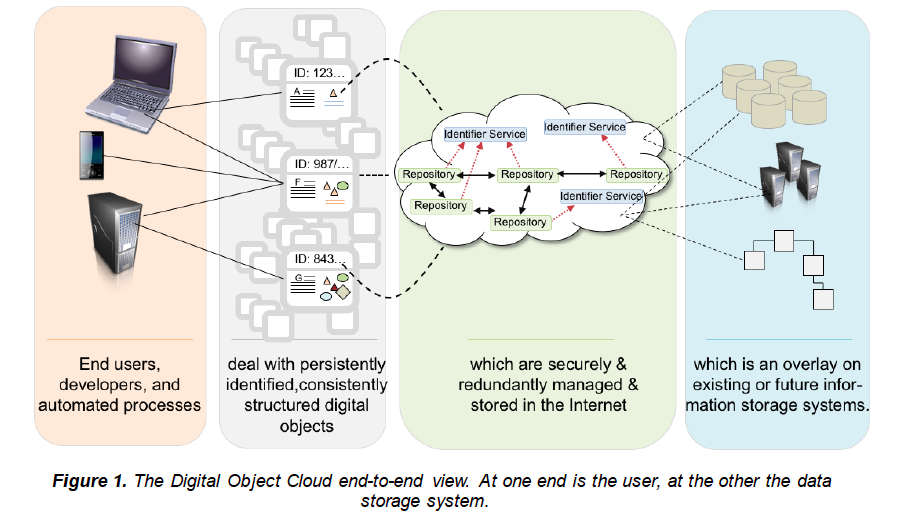 ID: 123...
A
ID: 987/...
F
ID: 843...
G
Identifier Service
Identifier Service
Repository
Repository
Repository
Identifier Service
Repository
Repository
End users,
developers, and
automated processes
deal with persistently
identified,consistently
structured digital
objects
which are securely &
redundantly managed &
stored in the Internet
which is an overlay on
existing or future infor-
mation storage systems.
Figure 1. The Digital Object Cloud end-to-end view. At one end is the user, at the other the data
storage system.